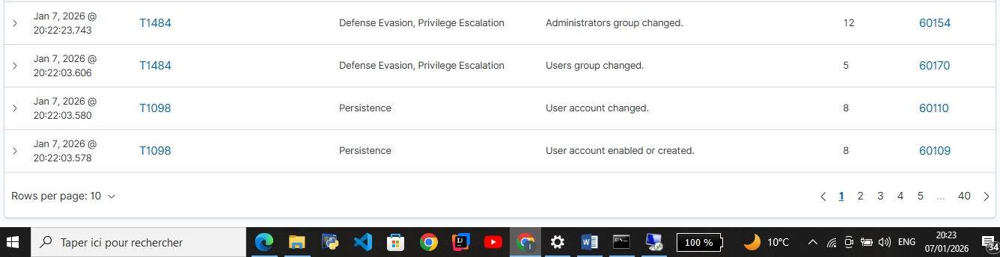 Jan 7, 2026 @
20:22:23.743
T1484
Defense Evasion, Privilege Escalation
Administrators group changed.
12
60154
Jan 7, 2026 @
20:22:03.606
T1484
Defense Evasion, Privilege Escalation
Users group changed.
5
60170
Jan 7, 2026 @
20:22:03.580
T1098
Persistence
User account changed.
8
60110
Jan 7, 2026 @
20:22:03.578
T1098
Persistence
User account enabled or created.
8
60109
Rows per page: 10
1 2 3 4 5 ... 40
Taper ici pour rechercher
100 %
10°C
ENG
20:23
07/01/2026
34